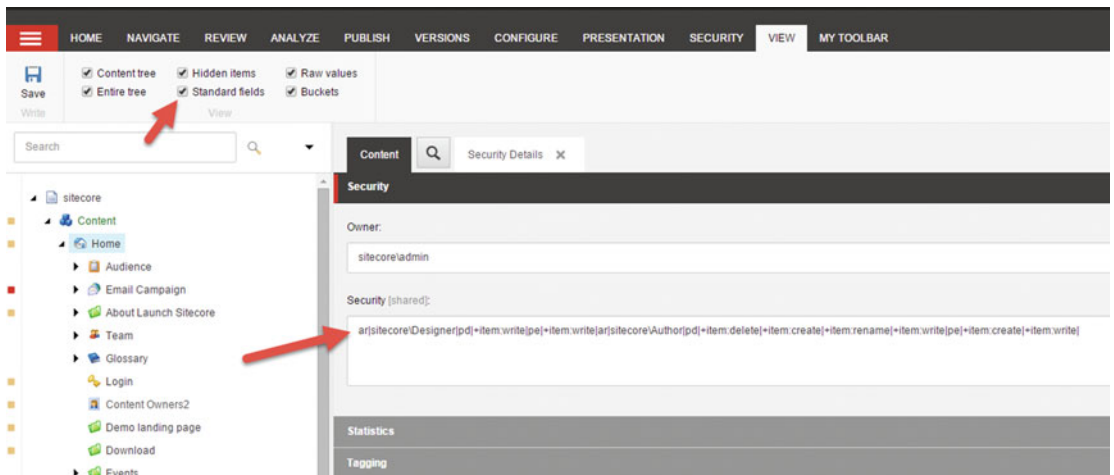 HOME NAVIGATE REVIEW ANALYZE PUBLISH VERSIONS CONFIGURE PRESENTATION SECURITY VIEW MY TOOLBAR
Content tree Hidden items Raw values
Save Entire tree Standard fields Buckets
Write View
Search
Content Security Details
Security
sitecore
Content
Owner:
Home
sitecore\admin
Audience
Email Campaign
Security [shared]:
About Launch Sitecore
ar|sitecore\Designer|pd|+item:write|pe|+item:write|ar|sitecore\Author|pd|+item:delete|+item:create|+item:rename|+item:write|pe|+item:create|+item:write|
Team
Glossary
Login
Content Owners2
Demo landing page
Statistics
Download
Tagging
Events